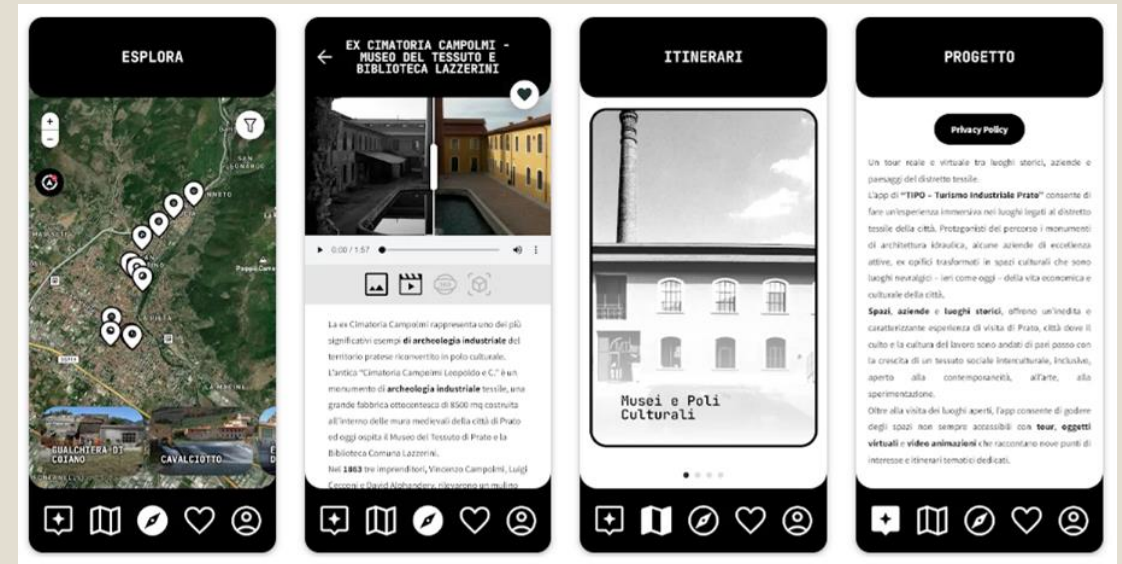 ESPLORA
+
−
SAN
LEONARDO
LA PIETÀ
LA MACINE
GUALCHIERA DI
COIANO
CAVALCIOTTO
EX CIMATORIA CAMPOLMI -
MUSEO DEL TESSUTO E
BIBLIOTECA LAZZERINI
0:00 / 1:57
La ex Cimatoria Campolmi rappresenta uno dei più
significativi esempi di archeologia industriale del
territorio pratese riconvertito in polo culturale.
L'antica "Cimatoria Campolmi Leopoldo e C." è un
monumento di archeologia industriale tessile, una
grande fabbrica ottocentesca di 8500 mq costruita
all'interno delle mura medievali della città di Prato
ed oggi ospita il Museo del Tessuto di Prato e la
Biblioteca Comuna Lazzerini.
Nel 1863 tre imprenditori, Vincenzo Campolmi, Luigi
Cecconi e David Alphandery, rilevarono un mulino
ITINERARI
Musei e Poli
Culturali
PROGETTO
Privacy Policy
Un tour reale e virtuale tra luoghi storici, aziende e
paesaggi del distretto tessile.
L'app di "TIPO – Turismo Industriale Prato" consente di
fare un'esperienza immersiva nei luoghi legati al distretto
tessile della città. Protagonisti del percorso i monumenti
di architettura idraulica, alcune aziende di eccellenza
attive, ex opifici trasformati in spazi culturali che sono
luoghi nevralgici – ieri come oggi – della vita economica e
culturale della città.
Spazi, aziende e luoghi storici, offrono un'inedita e
caratterizzante esperienza di visita di Prato, città dove il
culto e la cultura del lavoro sono andati di pari passo con
la crescita di un tessuto sociale interculturale, inclusivo,
aperto alla contemporaneità, all'arte, alla
sperimentazione.
Oltre alla visita dei luoghi aperti, l'app consente di godere
degli spazi non sempre accessibili con tour, oggetti
virtuali e video animazioni che raccontano nove punti di
interesse e itinerari tematici dedicati.